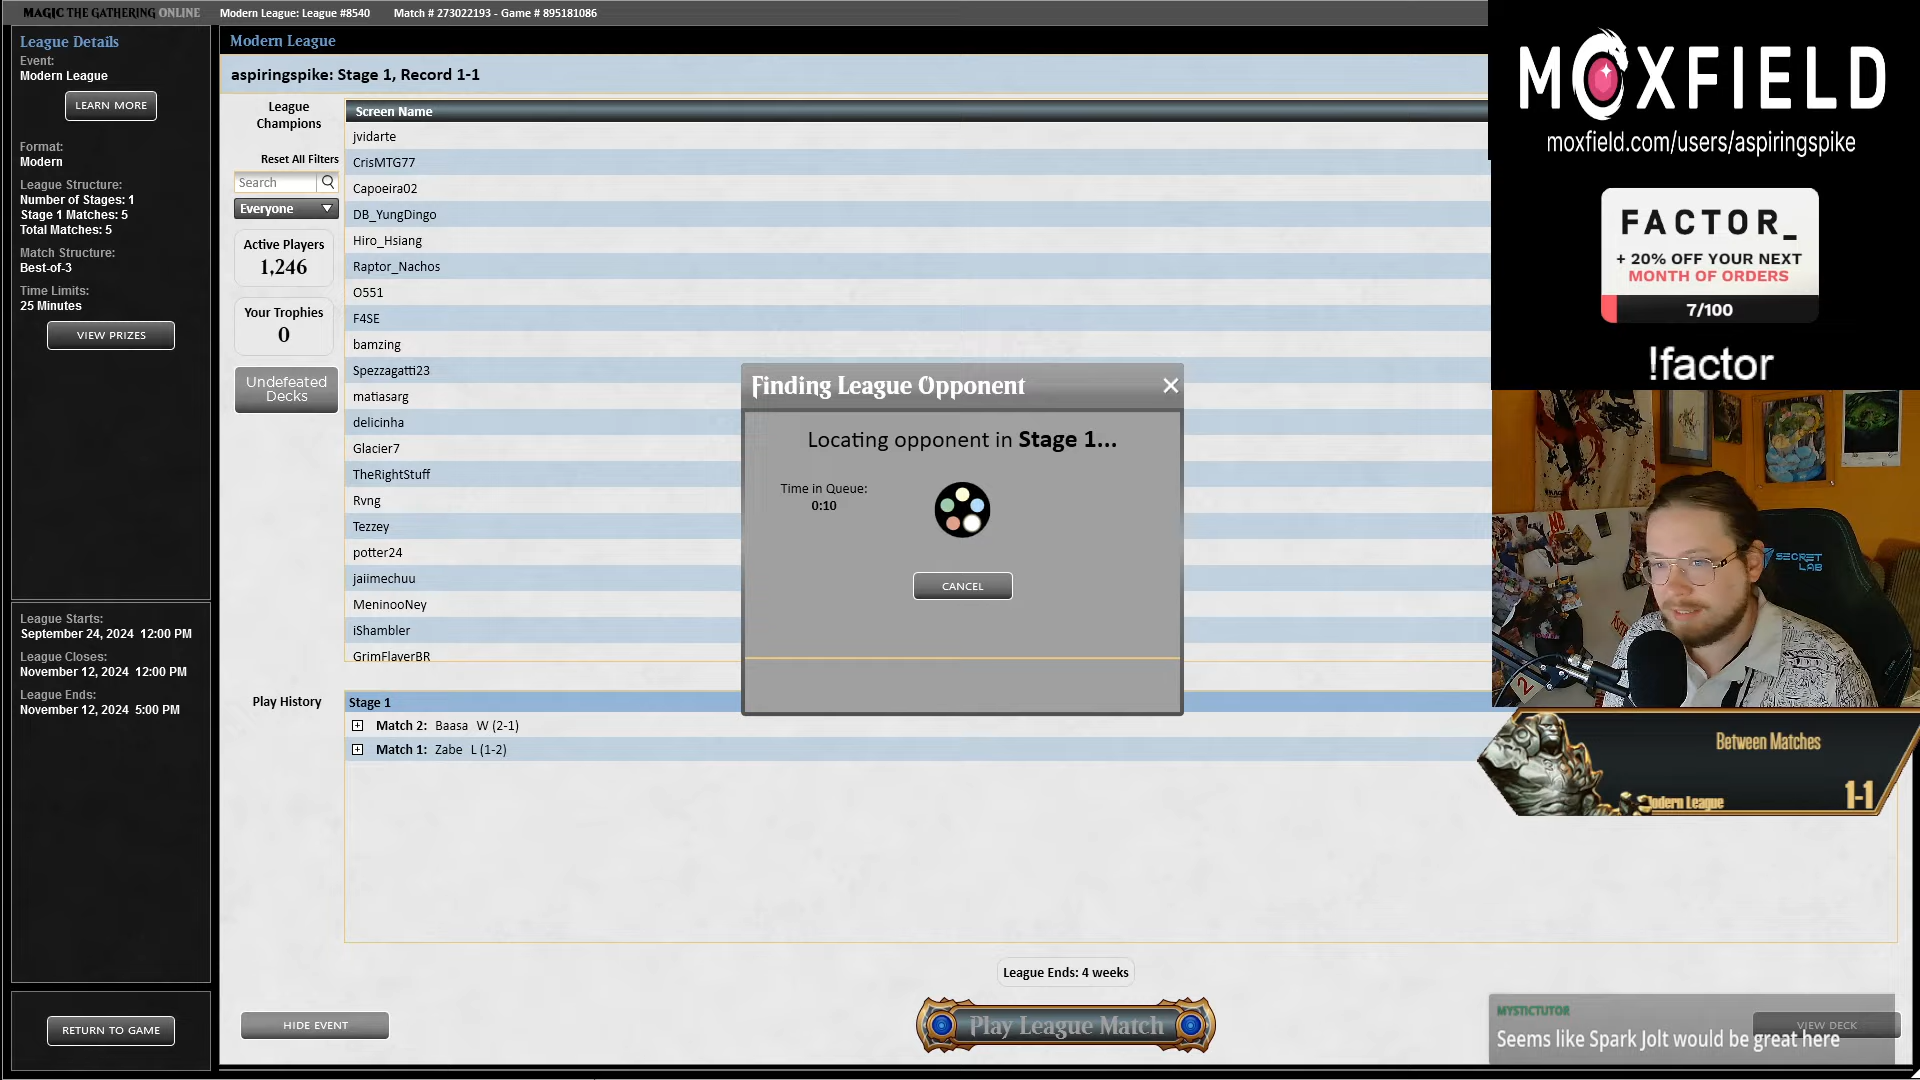 MAGIC THE GATHERING ONLINE
Modern League: League #8540
Match # 273022193 - Game # 895181086
League Details
Event:
Modern League
LEARN MORE
Format:
Modern
League Structure:
Number of Stages: 1
Stage 1 Matches: 5
Total Matches: 5
Match Structure:
Best-of-3
Time Limits:
25 Minutes
VIEW PRIZES
League Starts:
September 24, 2024 12:00 PM
League Closes:
November 12, 2024 12:00 PM
League Ends:
November 12, 2024 5:00 PM
RETURN TO GAME
Modern League
aspiringspike: Stage 1, Record 1-1
League
Champions
Reset All Filters
Search
Everyone
Active Players
1,246
Your Trophies
0
Undefeated
Decks
Screen Name
jvidarte
CrisMTG77
Capoeira02
DB_YungDingo
Hiro_Hsiang
Raptor_Nachos
O551
F4SE
bamzing
Spezzagatti23
matiasarg
delicinha
Glacier7
TheRightStuff
Rvng
Tezzey
potter24
jaiimechuu
MeninooNey
iShambler
GrimFlayerBR
Finding League Opponent
Locating opponent in Stage 1...
Time in Queue:
0:10
CANCEL
Play History
Stage 1
Match 2: Baasa W (2-1)
Match 1: Zabe L (1-2)
League Ends: 4 weeks
HIDE EVENT
Play League Match
VIEW DECK
MOXFIELD
moxfield.com/users/aspiringspike
FACTOR_
+ 20% OFF YOUR NEXT
MONTH OF ORDERS
7/100
!factor
SECRET
LAB
Between Matches
Modern League
1-1
MYSTICTUTOR
Seems like Spark Jolt would be great here